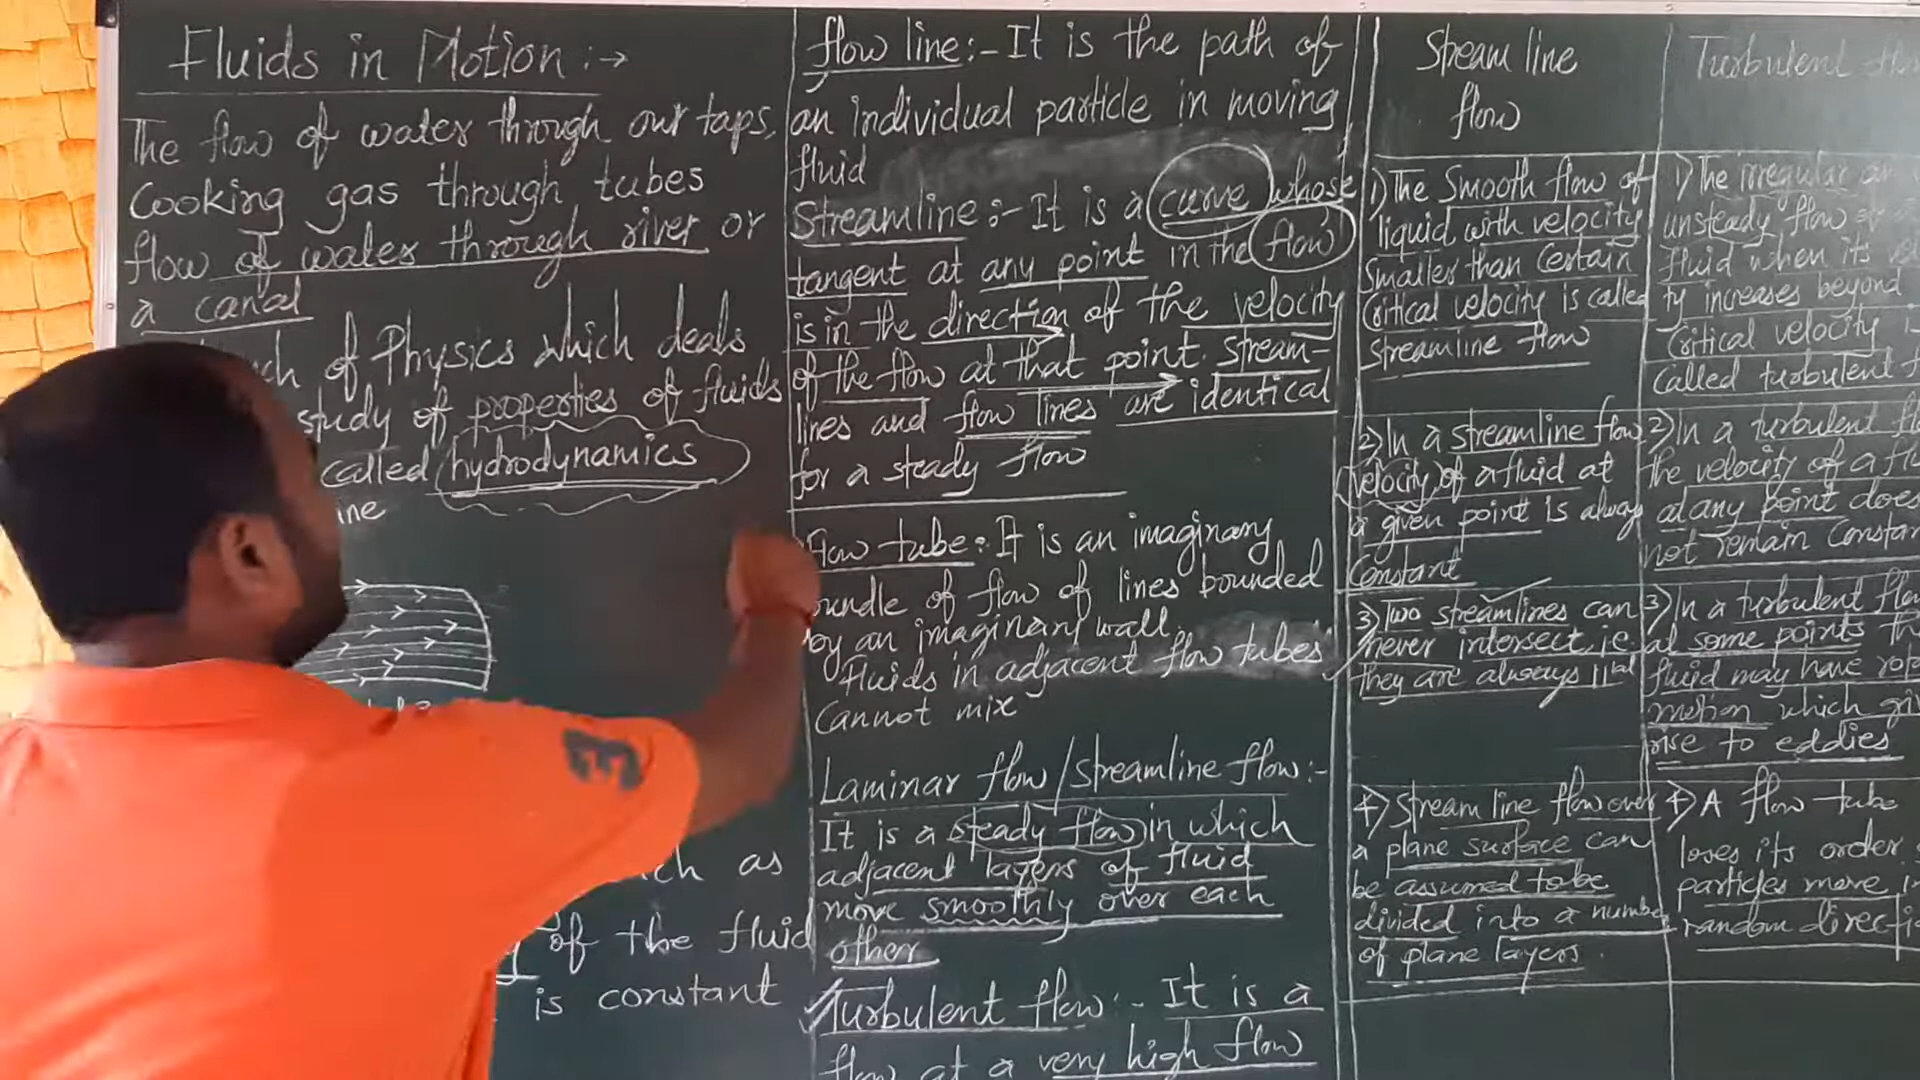 Fluids in Motion :→
The flow of water through our taps,
Cooking gas through tubes
flow of water through river or
a canal
of Physics which deals
study of properties of fluids
called hydrodynamics
flow line:- It is the path of
an individual particle in moving
fluid
Streamline:- It is a curve whose
tangent at any point in the flow
is in the direction of the velocity
of the flow at that point. Stream-
lines and flow lines are identical
for a steady flow
Flow tube: It is an imaginary
bundle of flow of lines bounded
by an imaginary wall.
Fluids in adjacent flow tubes
Cannot mix
Laminar flow / Streamline flow:-
It is a steady flow in which
adjacent layers of fluid
move smoothly over each
other
Turbulent flow:- It is a
flow at a very high flow
as
of the fluid
is constant
Stream line
flow
1) The Smooth flow of
liquid with velocity
Smaller than Certain
Critical velocity is called
Streamline flow
2) In a streamline flow
velocity of a fluid at
a given point is always
Constant
3) Two streamlines can
never intersect, i.e.
they are always 11al
4) Stream line flow over
a plane surface can
be assumed to be
divided into a number
of plane layers.
Turbulent
1) The irregular
unsteady flow
fluid when its
ty increases beyond
Critical velocity
Called turbulent
2) In a turbulent
the velocity of a
at any point does
not remain
3) In a turbulent
at some points
fluid may have
motion which
rise to eddies
4) A flow tube
loses its order
particles move
random